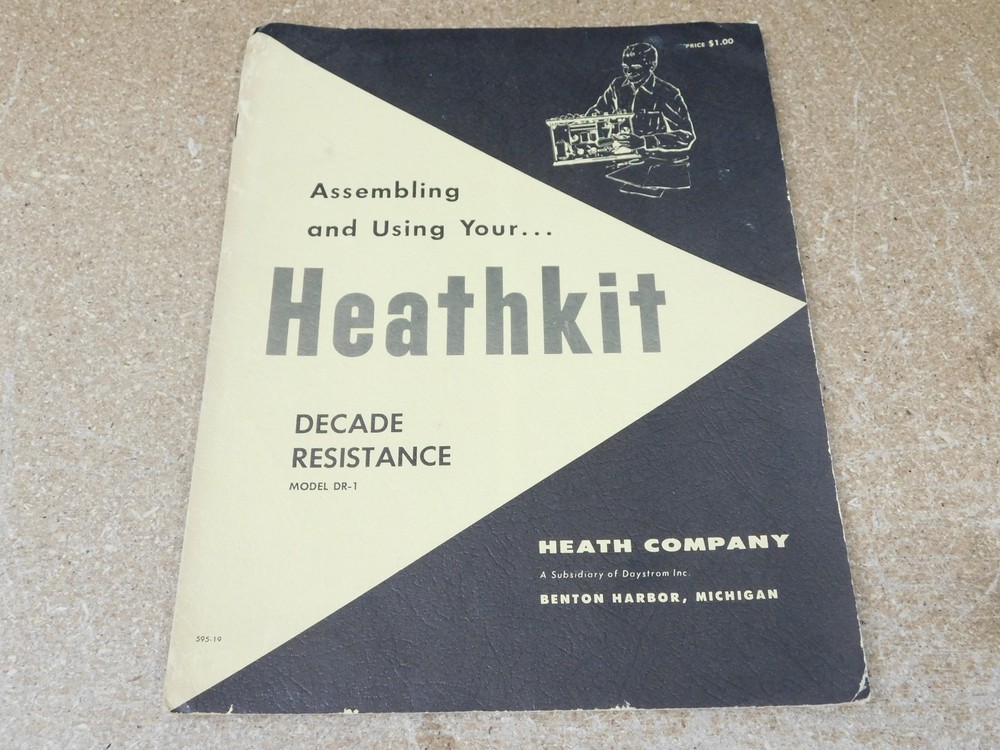 PRICE $1.00
Assembling
and Using Your...
Heathkit
DECADE
RESISTANCE
MODEL DR-1
HEATH COMPANY
A Subsidiary of Daystrom Inc.
BENTON HARBOR, MICHIGAN
595-19